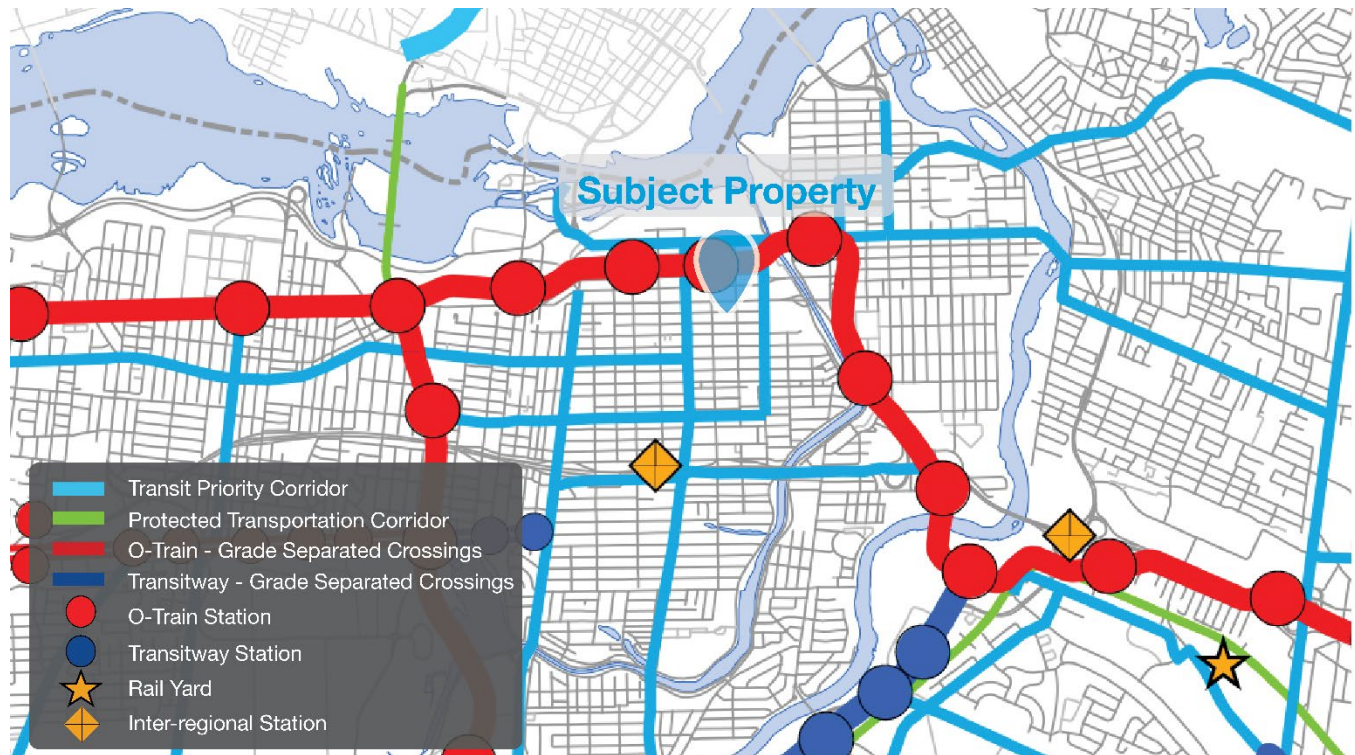 Subject Property
Transit Priority Corridor
Protected Transportation Corridor
O-Train - Grade Separated Crossings
Transitway - Grade Separated Crossings
O-Train Station
Transitway Station
Rail Yard
Inter-regional Station